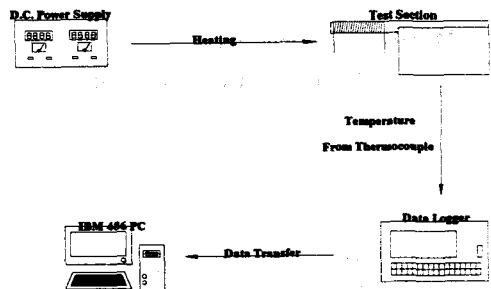 D.C. Power Supply
Test Section
Heating
Temperature
From Thermocouple
IBM 486 PC
Data Logger
Data Transfer